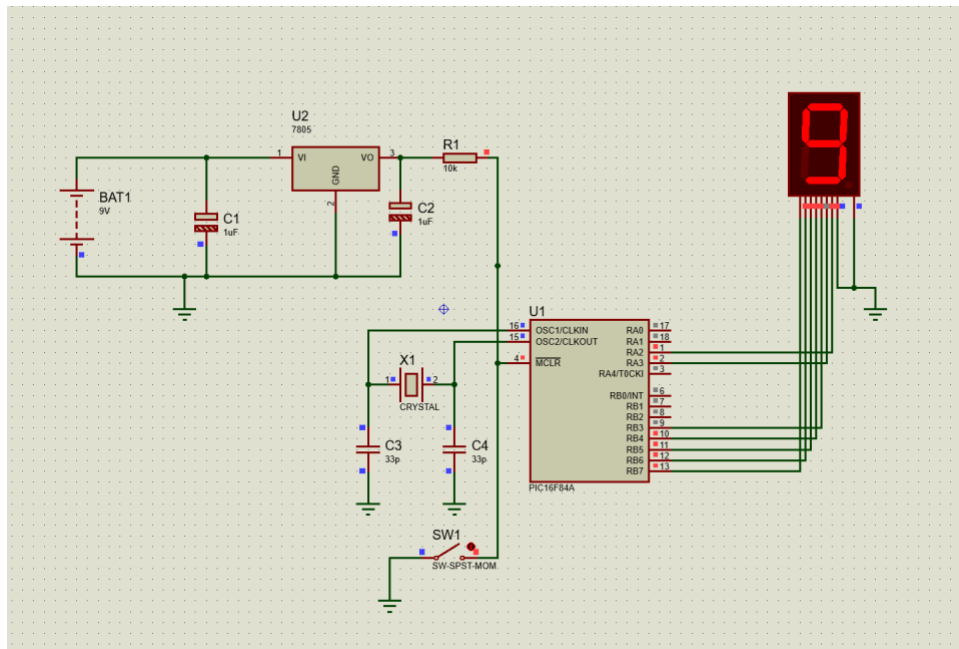 U2
7805
1 VI VO 3
GND
2
R1
10k
BAT1
9V
C1
1uF
C2
1uF
U1
16 OSC1/CLKIN RA0 17
15 OSC2/CLKOUT RA1 18
RA2 1
4 MCLR RA3 2
RA4/T0CKI 3
RB0/INT 6
RB1 7
RB2 8
RB3 9
RB4 10
RB5 11
RB6 12
RB7 13
PIC16F84A
X1
1 2
CRYSTAL
C3
33p
C4
33p
SW1
SW-SPST-MOM
9